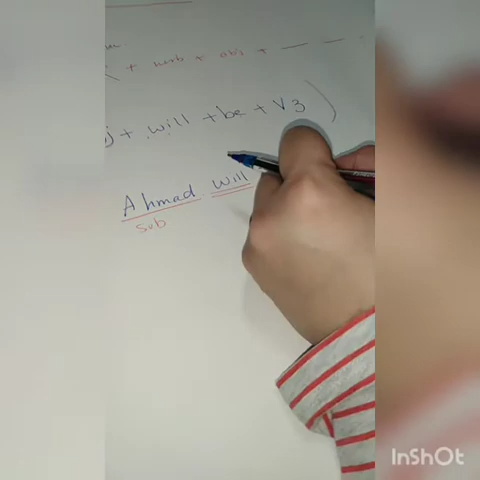 + verb + obj + — —
j + will + be + V3)
Ahmad will
sub
InShOt